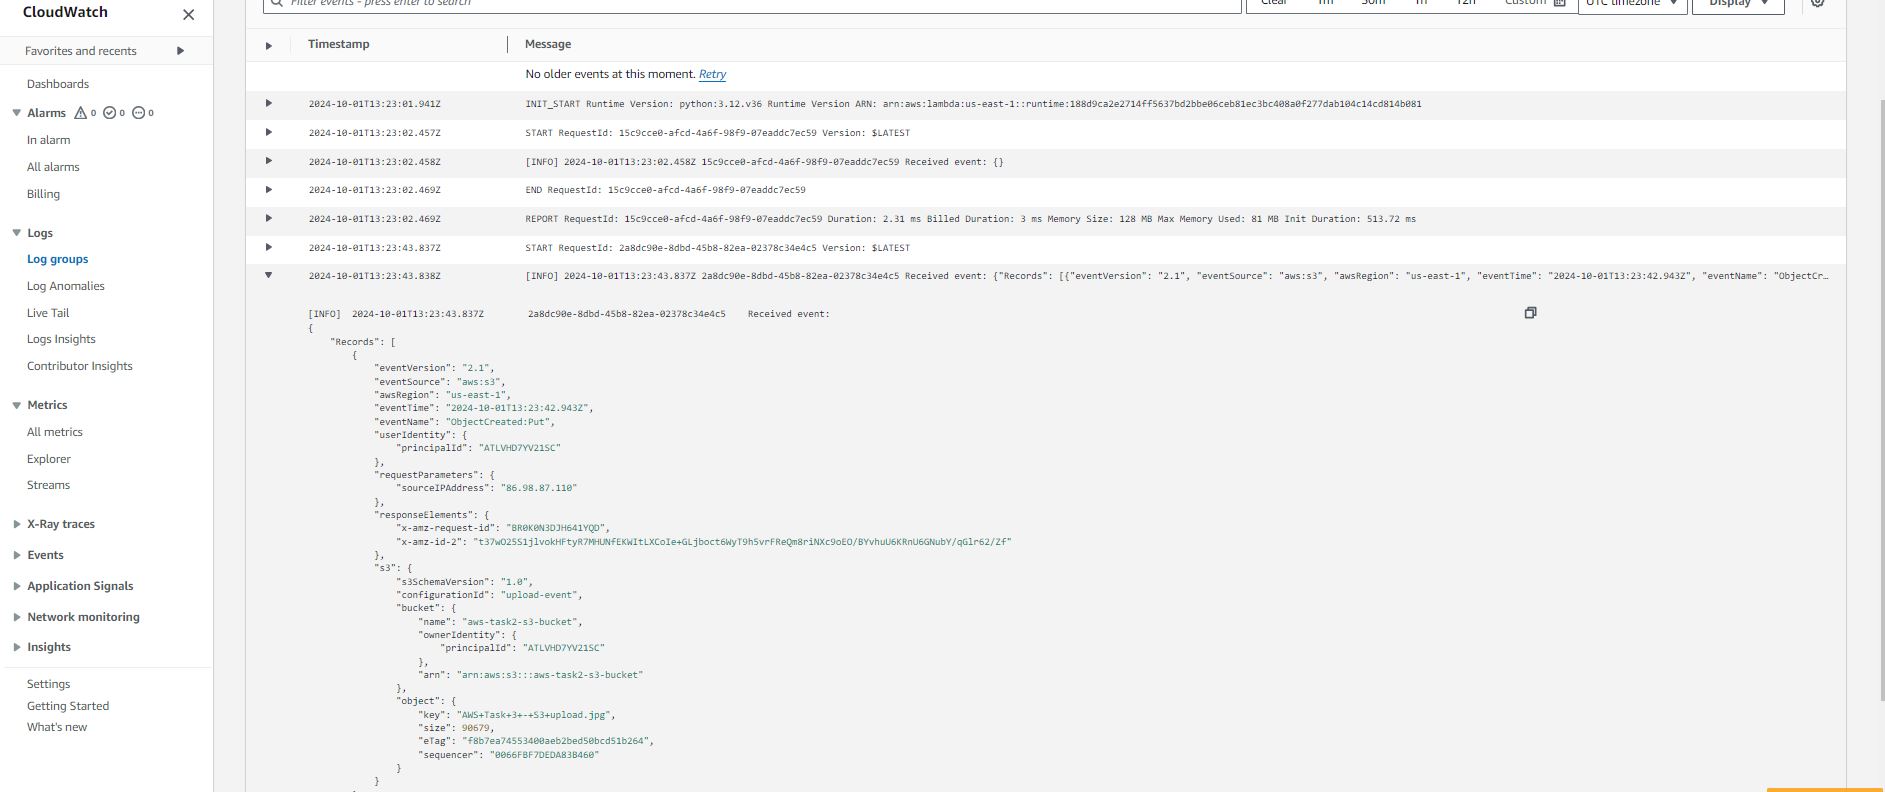 CloudWatch
Favorites and recents
Dashboards
Alarms 0 0 0
In alarm
All alarms
Billing
Logs
Log groups
Log Anomalies
Live Tail
Logs Insights
Contributor Insights
Metrics
All metrics
Explorer
Streams
X-Ray traces
Events
Application Signals
Network monitoring
Insights
Settings
Getting Started
What's new
Filter events - press enter to search
Clear 1m 30m 1h 12h Custom UTC timezone Display
Timestamp Message
No older events at this moment. Retry
2024-10-01T13:23:01.941Z INIT_START Runtime Version: python:3.12.v36 Runtime Version ARN: arn:aws:lambda:us-east-1::runtime:188d9ca2e2714ff5637bd2bbe06ceb81ec3bc408a0f277dab104c14cd814b081
2024-10-01T13:23:02.457Z START RequestId: 15c9cce0-afcd-4a6f-98f9-07eaddc7ec59 Version: $LATEST
2024-10-01T13:23:02.458Z [INFO] 2024-10-01T13:23:02.458Z 15c9cce0-afcd-4a6f-98f9-07eaddc7ec59 Received event: {}
2024-10-01T13:23:02.469Z END RequestId: 15c9cce0-afcd-4a6f-98f9-07eaddc7ec59
2024-10-01T13:23:02.469Z REPORT RequestId: 15c9cce0-afcd-4a6f-98f9-07eaddc7ec59 Duration: 2.31 ms Billed Duration: 3 ms Memory Size: 128 MB Max Memory Used: 81 MB Init Duration: 513.72 ms
2024-10-01T13:23:43.837Z START RequestId: 2a8dc90e-8dbd-45b8-82ea-02378c34e4c5 Version: $LATEST
2024-10-01T13:23:43.838Z [INFO] 2024-10-01T13:23:43.837Z 2a8dc90e-8dbd-45b8-82ea-02378c34e4c5 Received event: {"Records": [{"eventVersion": "2.1", "eventSource": "aws:s3", "awsRegion": "us-east-1", "eventTime": "2024-10-01T13:23:42.943Z", "eventName": "ObjectCr…
[INFO] 2024-10-01T13:23:43.837Z 2a8dc90e-8dbd-45b8-82ea-02378c34e4c5 Received event:
{
"Records": [
{
"eventVersion": "2.1",
"eventSource": "aws:s3",
"awsRegion": "us-east-1",
"eventTime": "2024-10-01T13:23:42.943Z",
"eventName": "ObjectCreated:Put",
"userIdentity": {
"principalId": "ATLVHD7YV21SC"
},
"requestParameters": {
"sourceIPAddress": "86.98.87.110"
},
"responseElements": {
"x-amz-request-id": "BR0K0N3DJH641YQD",
"x-amz-id-2": "t37wO25S1jlvokHFtyR7MHUNfEKWItLXCoIe+GLjboct6WyT9h5vrFReQm8riNXc9oEO/BYvhuU6KRnU6GNubY/qGlr62/Zf"
},
"s3": {
"s3SchemaVersion": "1.0",
"configurationId": "upload-event",
"bucket": {
"name": "aws-task2-s3-bucket",
"ownerIdentity": {
"principalId": "ATLVHD7YV21SC"
},
"arn": "arn:aws:s3:::aws-task2-s3-bucket"
},
"object": {
"key": "AWS+Task+3+-+S3+upload.jpg",
"size": 90679,
"eTag": "f8b7ea74553400aeb2bed50bcd51b264",
"sequencer": "0066FBF7DEDA83B460"
}
}